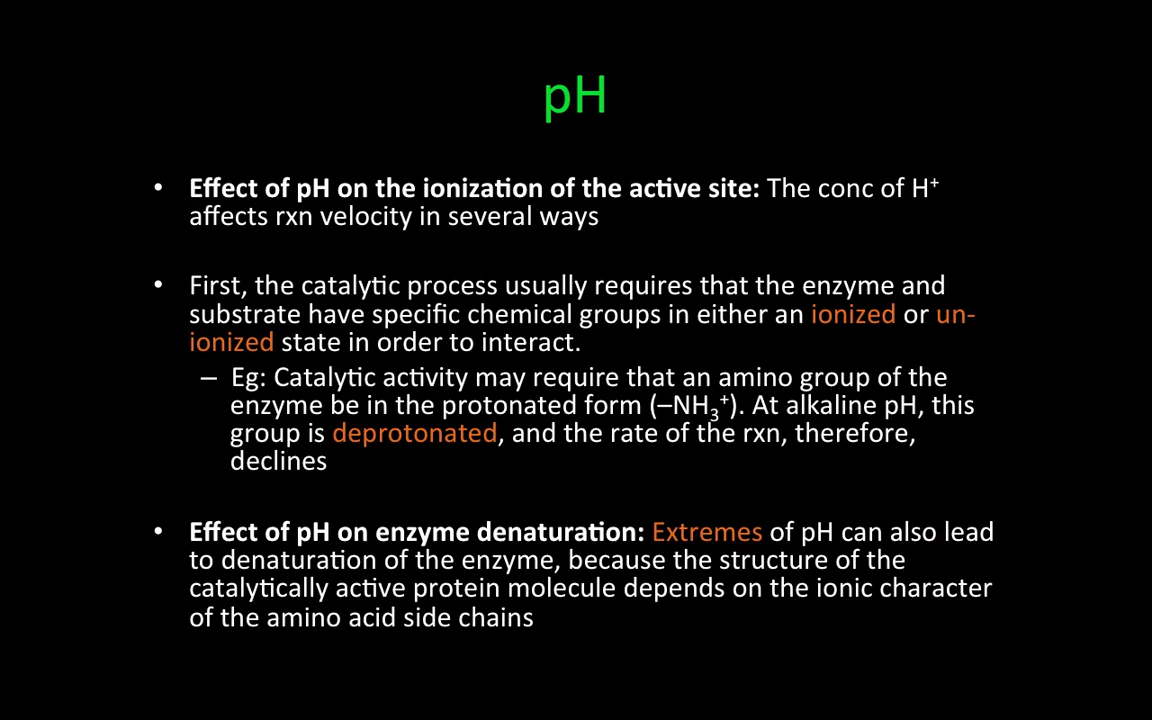 pH
• Effect of pH on the ionization of the active site: The conc of H⁺
affects rxn velocity in several ways
• First, the catalytic process usually requires that the enzyme and
substrate have specific chemical groups in either an ionized or un-
ionized state in order to interact.
– Eg: Catalytic activity may require that an amino group of the
enzyme be in the protonated form (–NH₃⁺). At alkaline pH, this
group is deprotonated, and the rate of the rxn, therefore,
declines
• Effect of pH on enzyme denaturation: Extremes of pH can also lead
to denaturation of the enzyme, because the structure of the
catalytically active protein molecule depends on the ionic character
of the amino acid side chains